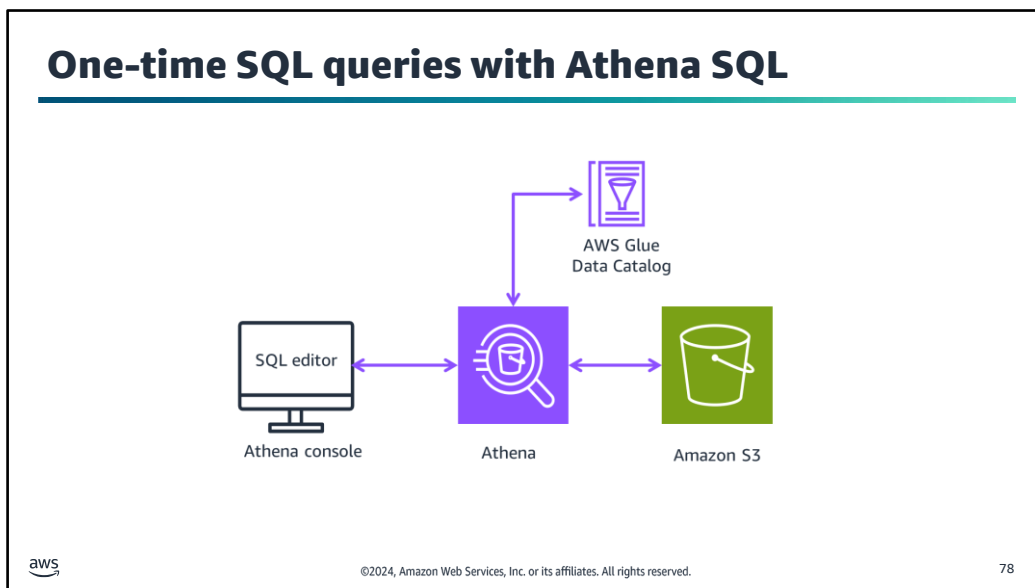 One-time SQL queries with Athena SQL
AWS Glue
Data Catalog
SQL editor
Athena console
Athena
Amazon S3
aws
©2024, Amazon Web Services, Inc. or its affiliates. All rights reserved.
78